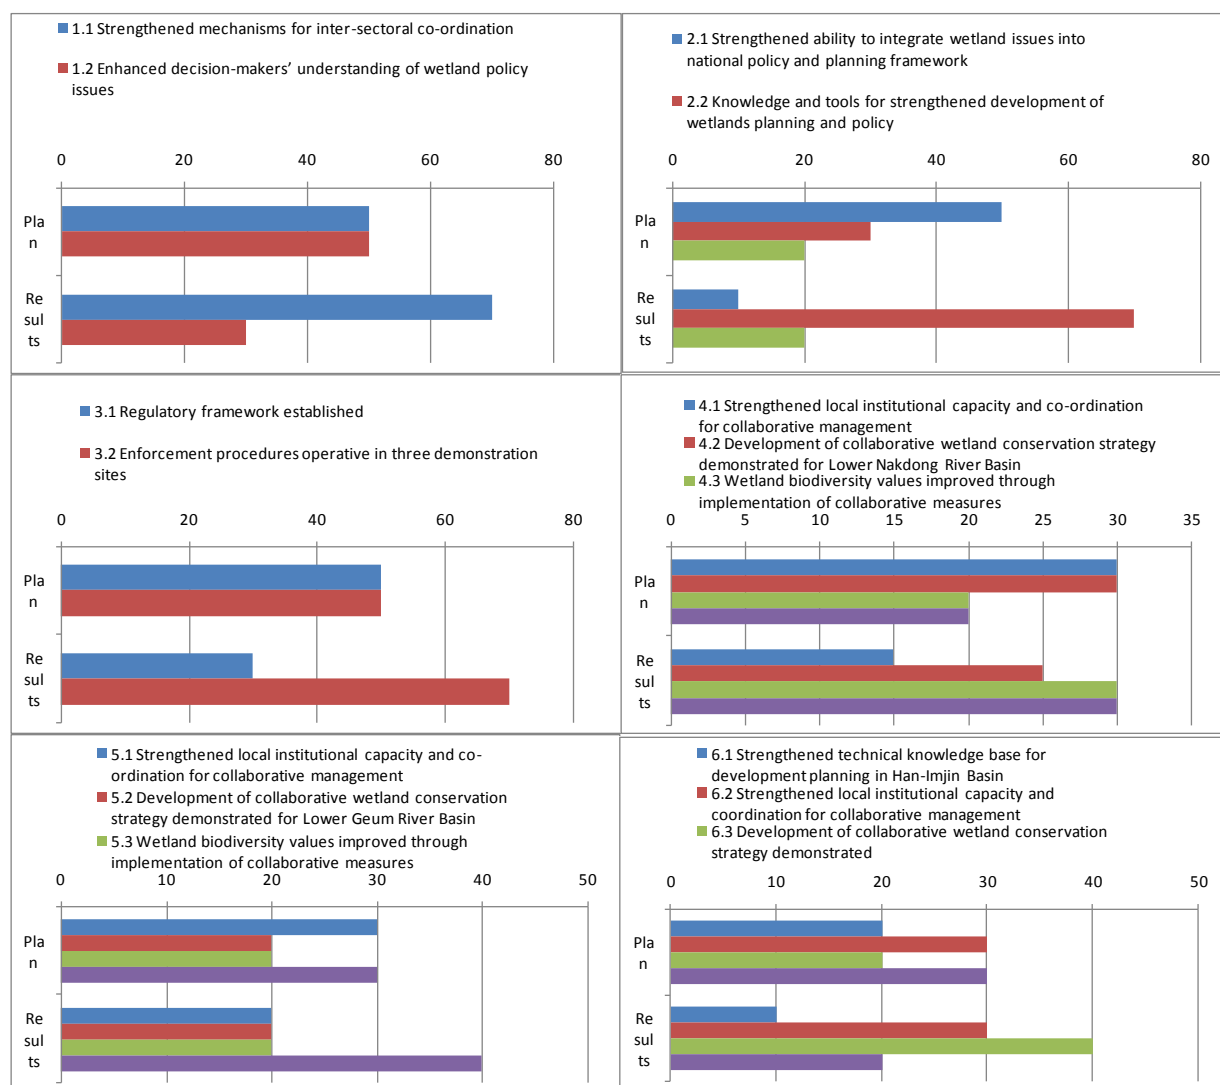 1.1 Strengthened mechanisms for inter-sectoral co-ordination
1.2 Enhanced decision-makers' understanding of wetland policy
issues
0 20 40 60 80
Pla
n
Re
sul
ts
2.1 Strengthened ability to integrate wetland issues into
national policy and planning framework
2.2 Knowledge and tools for strengthened development of
wetlands planning and policy
0 20 40 60 80
Pla
n
Re
sul
ts
3.1 Regulatory framework established
3.2 Enforcement procedures operative in three demonstration
sites
0 20 40 60 80
Pla
n
Re
sul
ts
4.1 Strengthened local institutional capacity and co-ordination
for collaborative management
4.2 Development of collaborative wetland conservation strategy
demonstrated for Lower Nakdong River Basin
4.3 Wetland biodiversity values improved through
implementation of collaborative measures
0 5 10 15 20 25 30 35
Pla
n
Re
sul
ts
5.1 Strengthened local institutional capacity and co-
ordination for collaborative management
5.2 Development of collaborative wetland conservation
strategy demonstrated for Lower Geum River Basin
5.3 Wetland biodiversity values improved through
implementation of collaborative measures
0 10 20 30 40 50
Pla
n
Re
sul
ts
6.1 Strengthened technical knowledge base for
development planning in Han-Imjin Basin
6.2 Strengthened local institutional capacity and
coordination for collaborative management
6.3 Development of collaborative wetland conservation
strategy demonstrated
0 10 20 30 40 50
Pla
n
Re
sul
ts